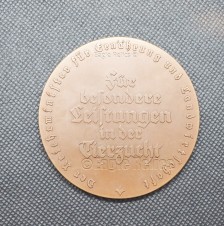 Der Reichsminister für Ernährung und Landwirtschaft
Für
besondere
Leistungen
in der
Tierzucht